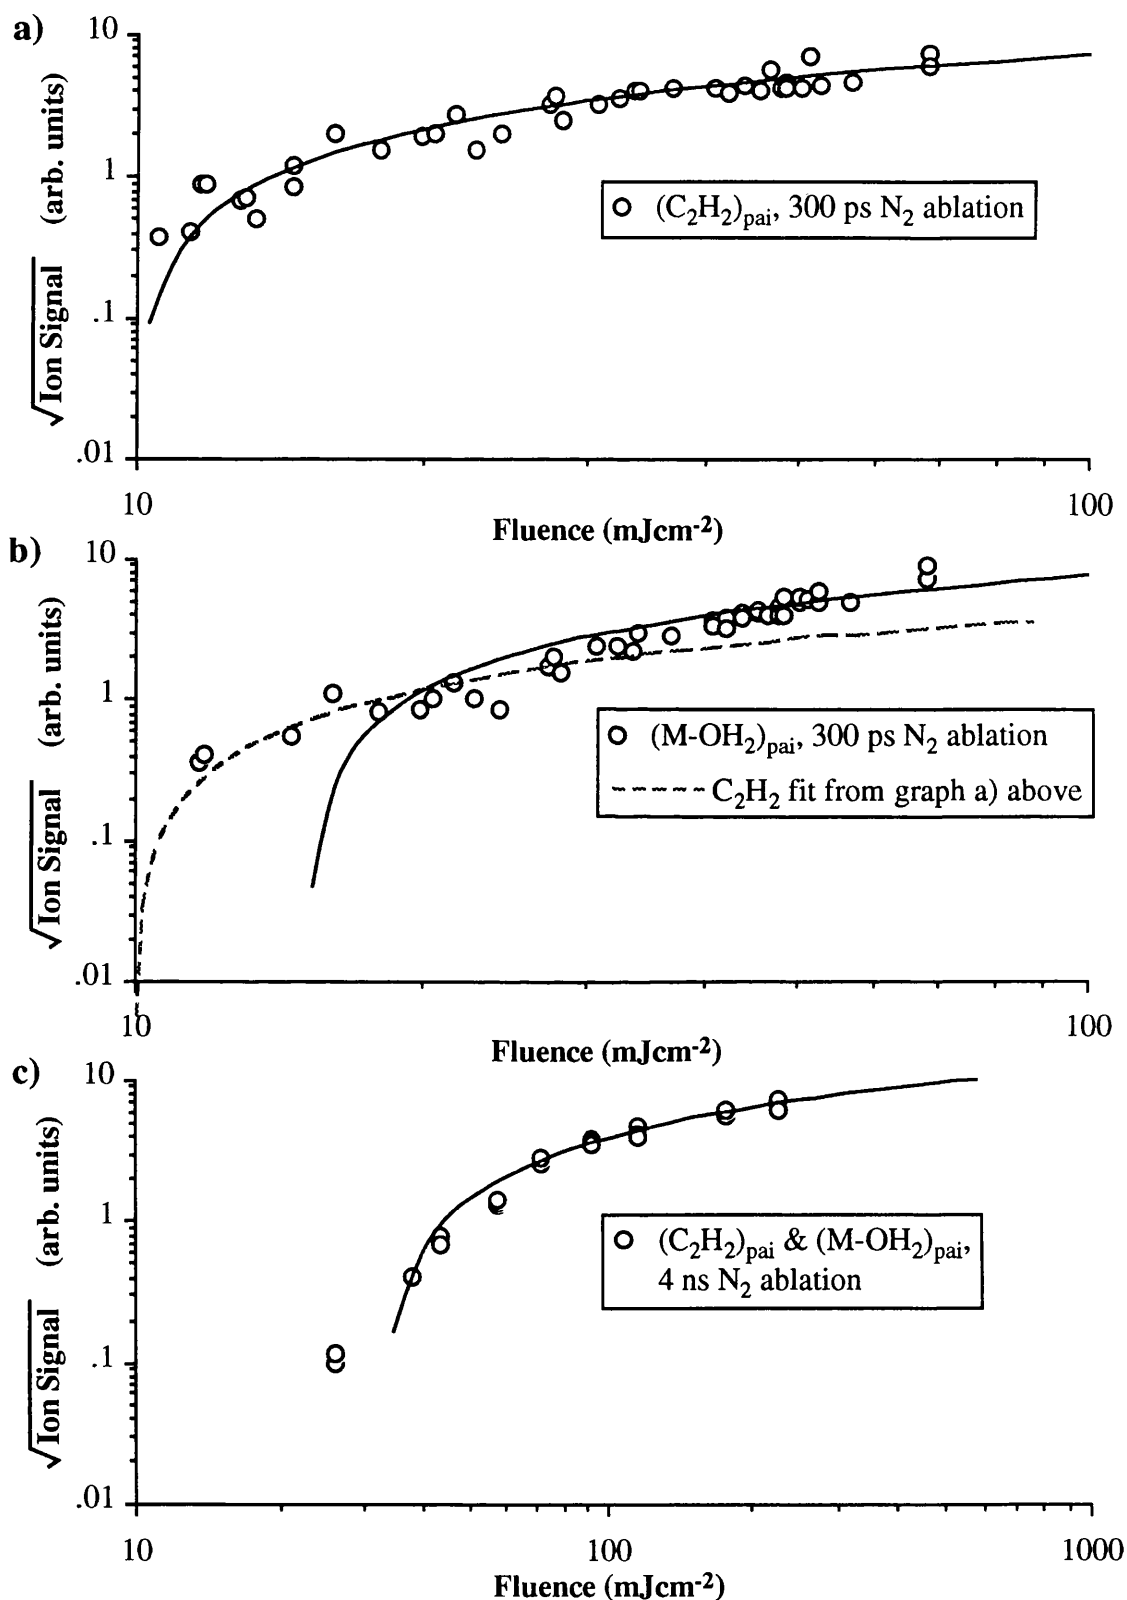 a)
10
1
.1
.01
√Ion Signal (arb. units)
10
100
Fluence (mJcm-2)
(C2H2)pai, 300 ps N2 ablation
b)
10
1
.1
.01
√Ion Signal (arb. units)
10
100
Fluence (mJcm-2)
(M-OH2)pai, 300 ps N2 ablation
C2H2 fit from graph a) above
c)
10
1
.1
.01
√Ion Signal (arb. units)
10
100
1000
Fluence (mJcm-2)
(C2H2)pai & (M-OH2)pai,
4 ns N2 ablation